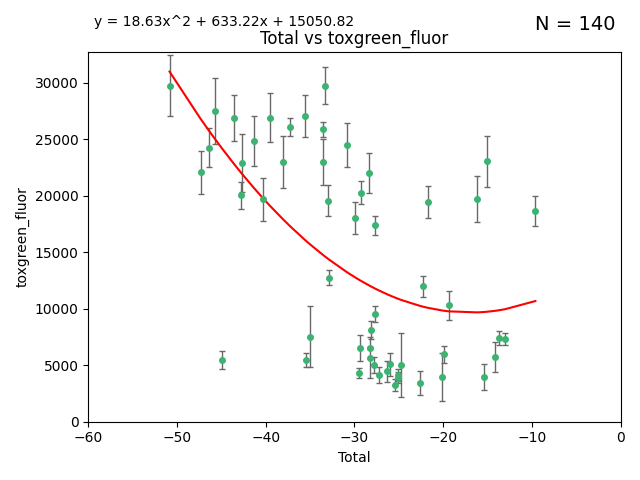 y = 18.63x^2 + 633.22x + 15050.82
N = 140
Total vs toxgreen_fluor
30000
25000
20000
15000
10000
5000
0
toxgreen_fluor
−60 −50 −40 −30 −20 −10 0
Total